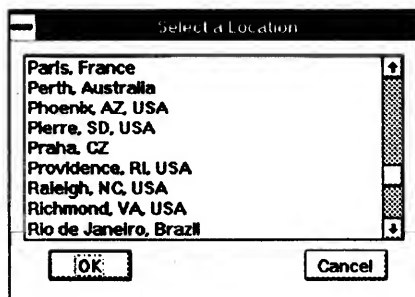 Select a Location
Paris, France
Perth, Australia
Phoenix, AZ, USA
Pierre, SD, USA
Praha, CZ
Providence, RI, USA
Raleigh, NC, USA
Richmond, VA, USA
Rio de Janeiro, Brazil
OK Cancel